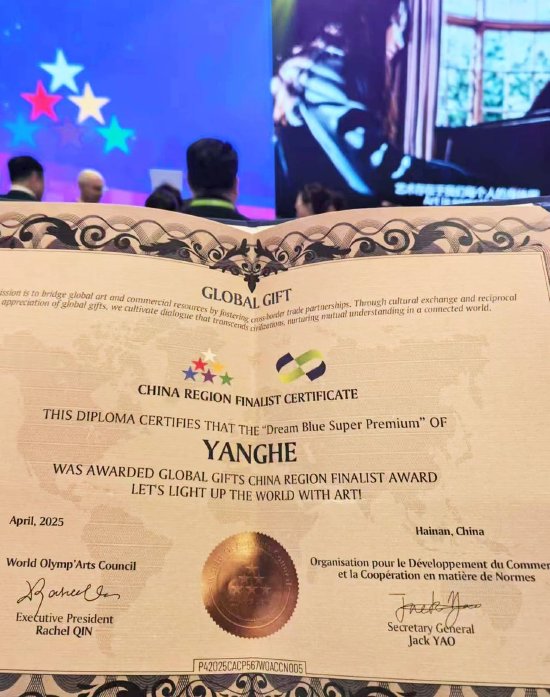 GLOBAL GIFT
ission is to bridge global art and commercial resources by fostering cross-border trade partnerships. Through cultural exchange and reciprocal
appreciation of global gifts, we cultivate dialogue that transcends civilizations, nurturing mutual understanding in a connected world.
CHINA REGION FINALIST CERTIFICATE
THIS DIPLOMA CERTIFIES THAT THE "Dream Blue Super Premium" OF
YANGHE
WAS AWARDED GLOBAL GIFTS CHINA REGION FINALIST AWARD
LET'S LIGHT UP THE WORLD WITH ART!
April, 2025
Hainan, China
World Olymp'Arts Council
Organisation pour le Développement du Commer
et la Coopération en matière de Normes
Executive President
Rachel QIN
Secretary General
Jack YAO
P42025CACP567WOACCN005